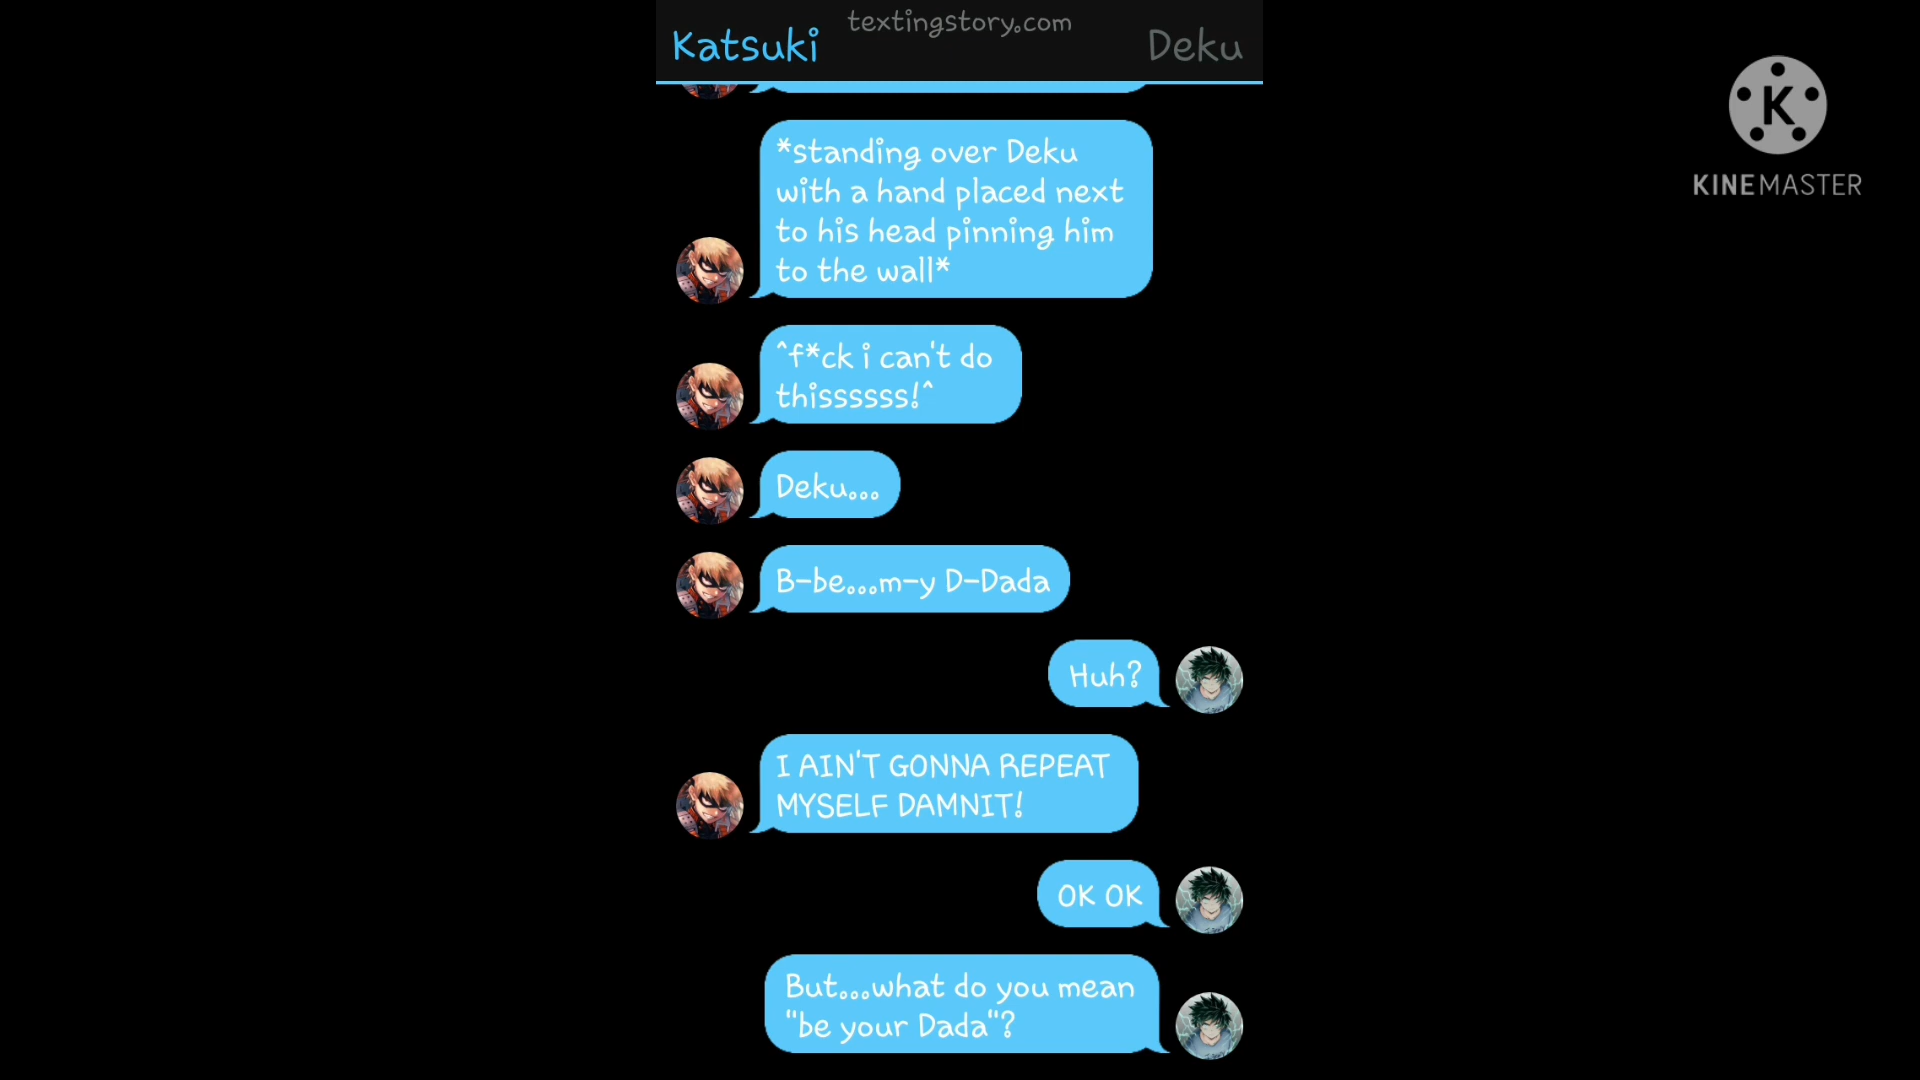 textingstory.com
Katsuki
Deku
K
KINEMASTER
*standing over Deku
with a hand placed next
to his head pinning him
to the wall*
^f*ck i can't do
thissssss!^
Deku...
B-be...m-y D-Dada
Huh?
I AIN'T GONNA REPEAT
MYSELF DAMNIT!
OK OK
But...what do you mean
"be your Dada"?